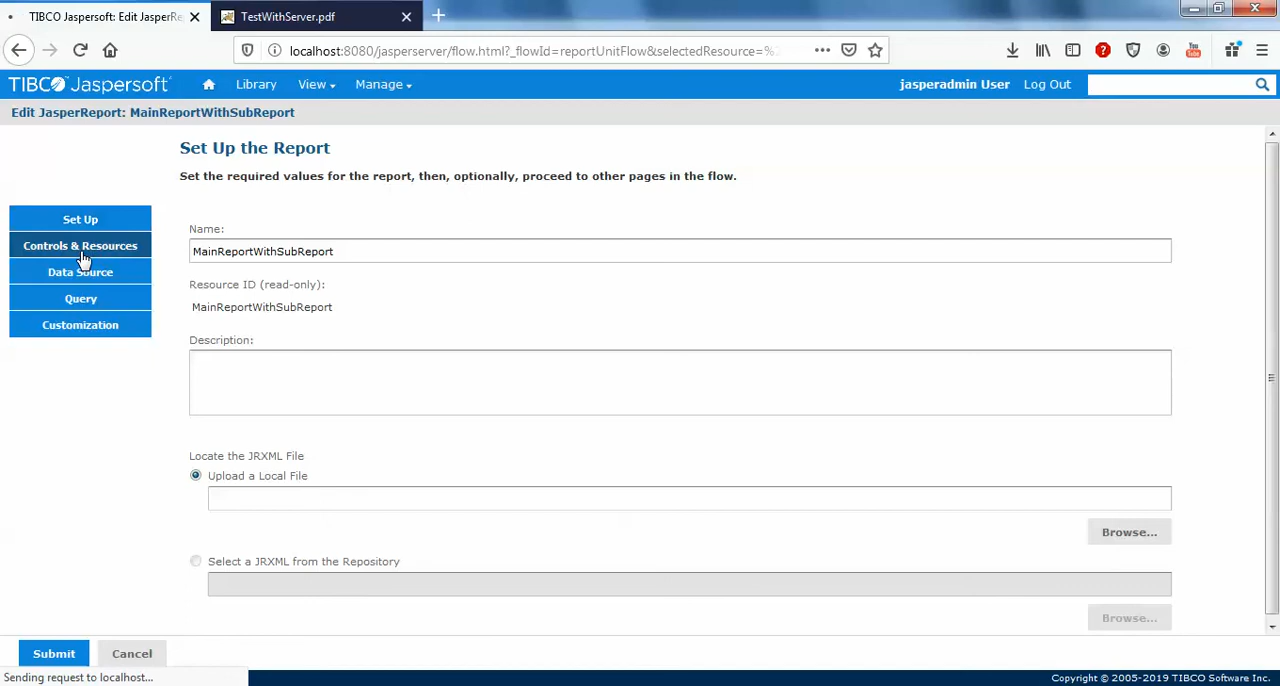 TIBCO Jaspersoft: Edit JasperRe
TestWithServer.pdf
localhost:8080/jasperserver/flow.html?_flowId=reportUnitFlow&selectedResource=%
TIBCO Jaspersoft
Library
View
Manage
jasperadmin User
Log Out
Edit JasperReport: MainReportWithSubReport
Set Up the Report
Set the required values for the report, then, optionally, proceed to other pages in the flow.
Set Up
Controls & Resources
Data Source
Query
Customization
Name:
MainReportWithSubReport
Resource ID (read-only):
MainReportWithSubReport
Description:
Locate the JRXML File
Upload a Local File
Browse...
Select a JRXML from the Repository
Browse...
Submit
Cancel
Sending request to localhost...
Copyright © 2005-2019 TIBCO Software Inc.